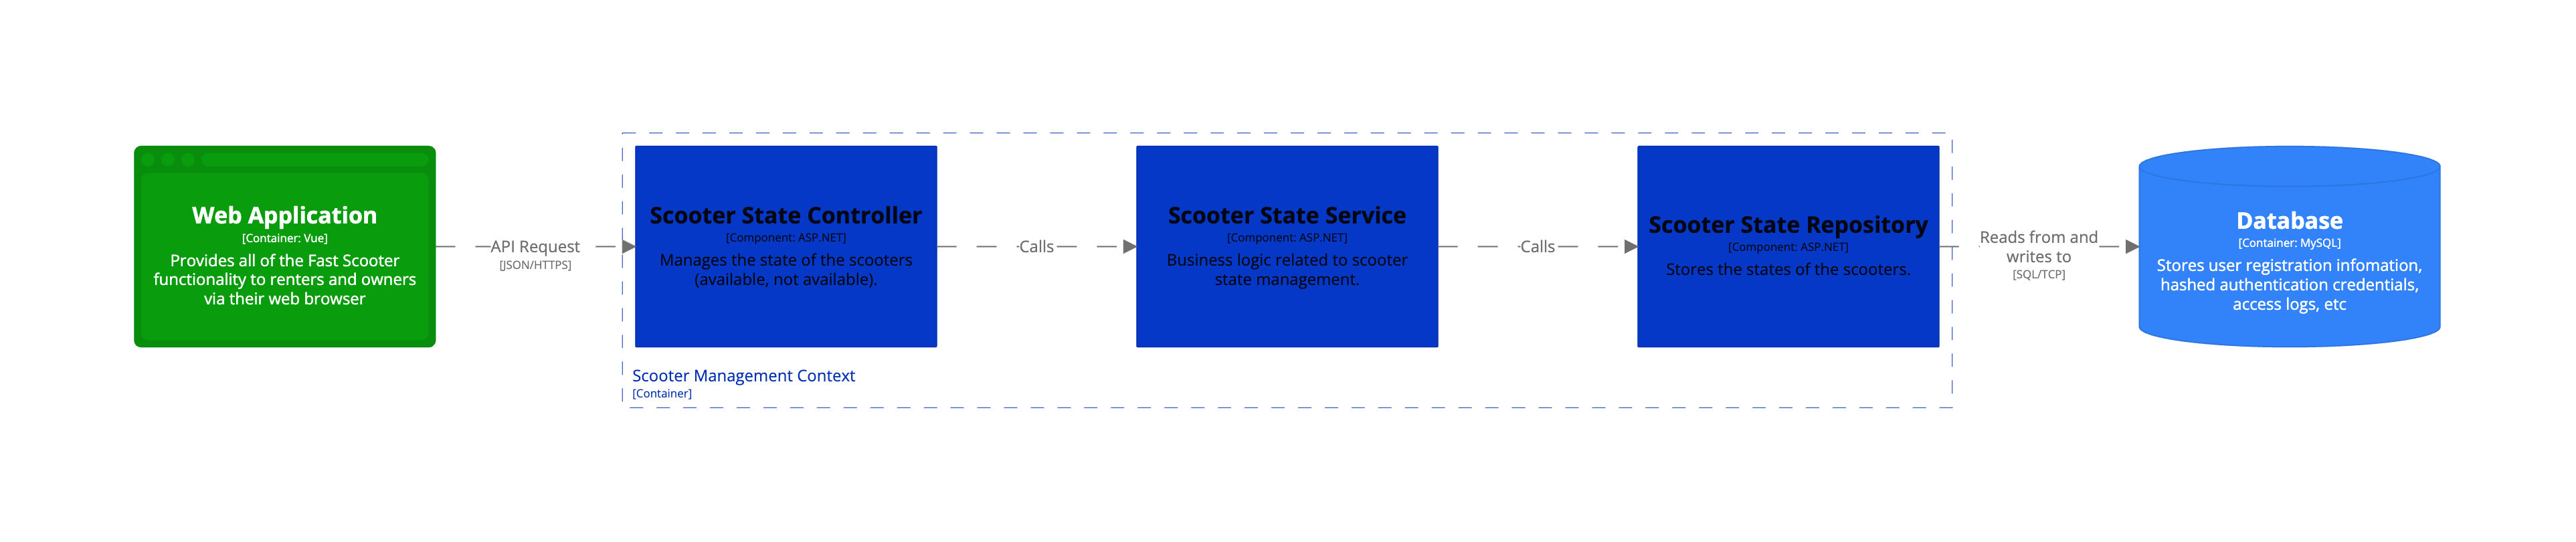 Web Application
[Container: Vue]
Provides all of the Fast Scooter
functionality to renters and owners
via their web browser
API Request
[JSON/HTTPS]
Scooter State Controller
[Component: ASP.NET]
Manages the state of the scooters
(available, not available).
Calls
Scooter State Service
[Component: ASP.NET]
Business logic related to scooter
state management.
Calls
Scooter State Repository
[Component: ASP.NET]
Stores the states of the scooters.
Scooter Management Context
[Container]
Reads from and
writes to
[SQL/TCP]
Database
[Container: MySQL]
Stores user registration infomation,
hashed authentication credentials,
access logs, etc